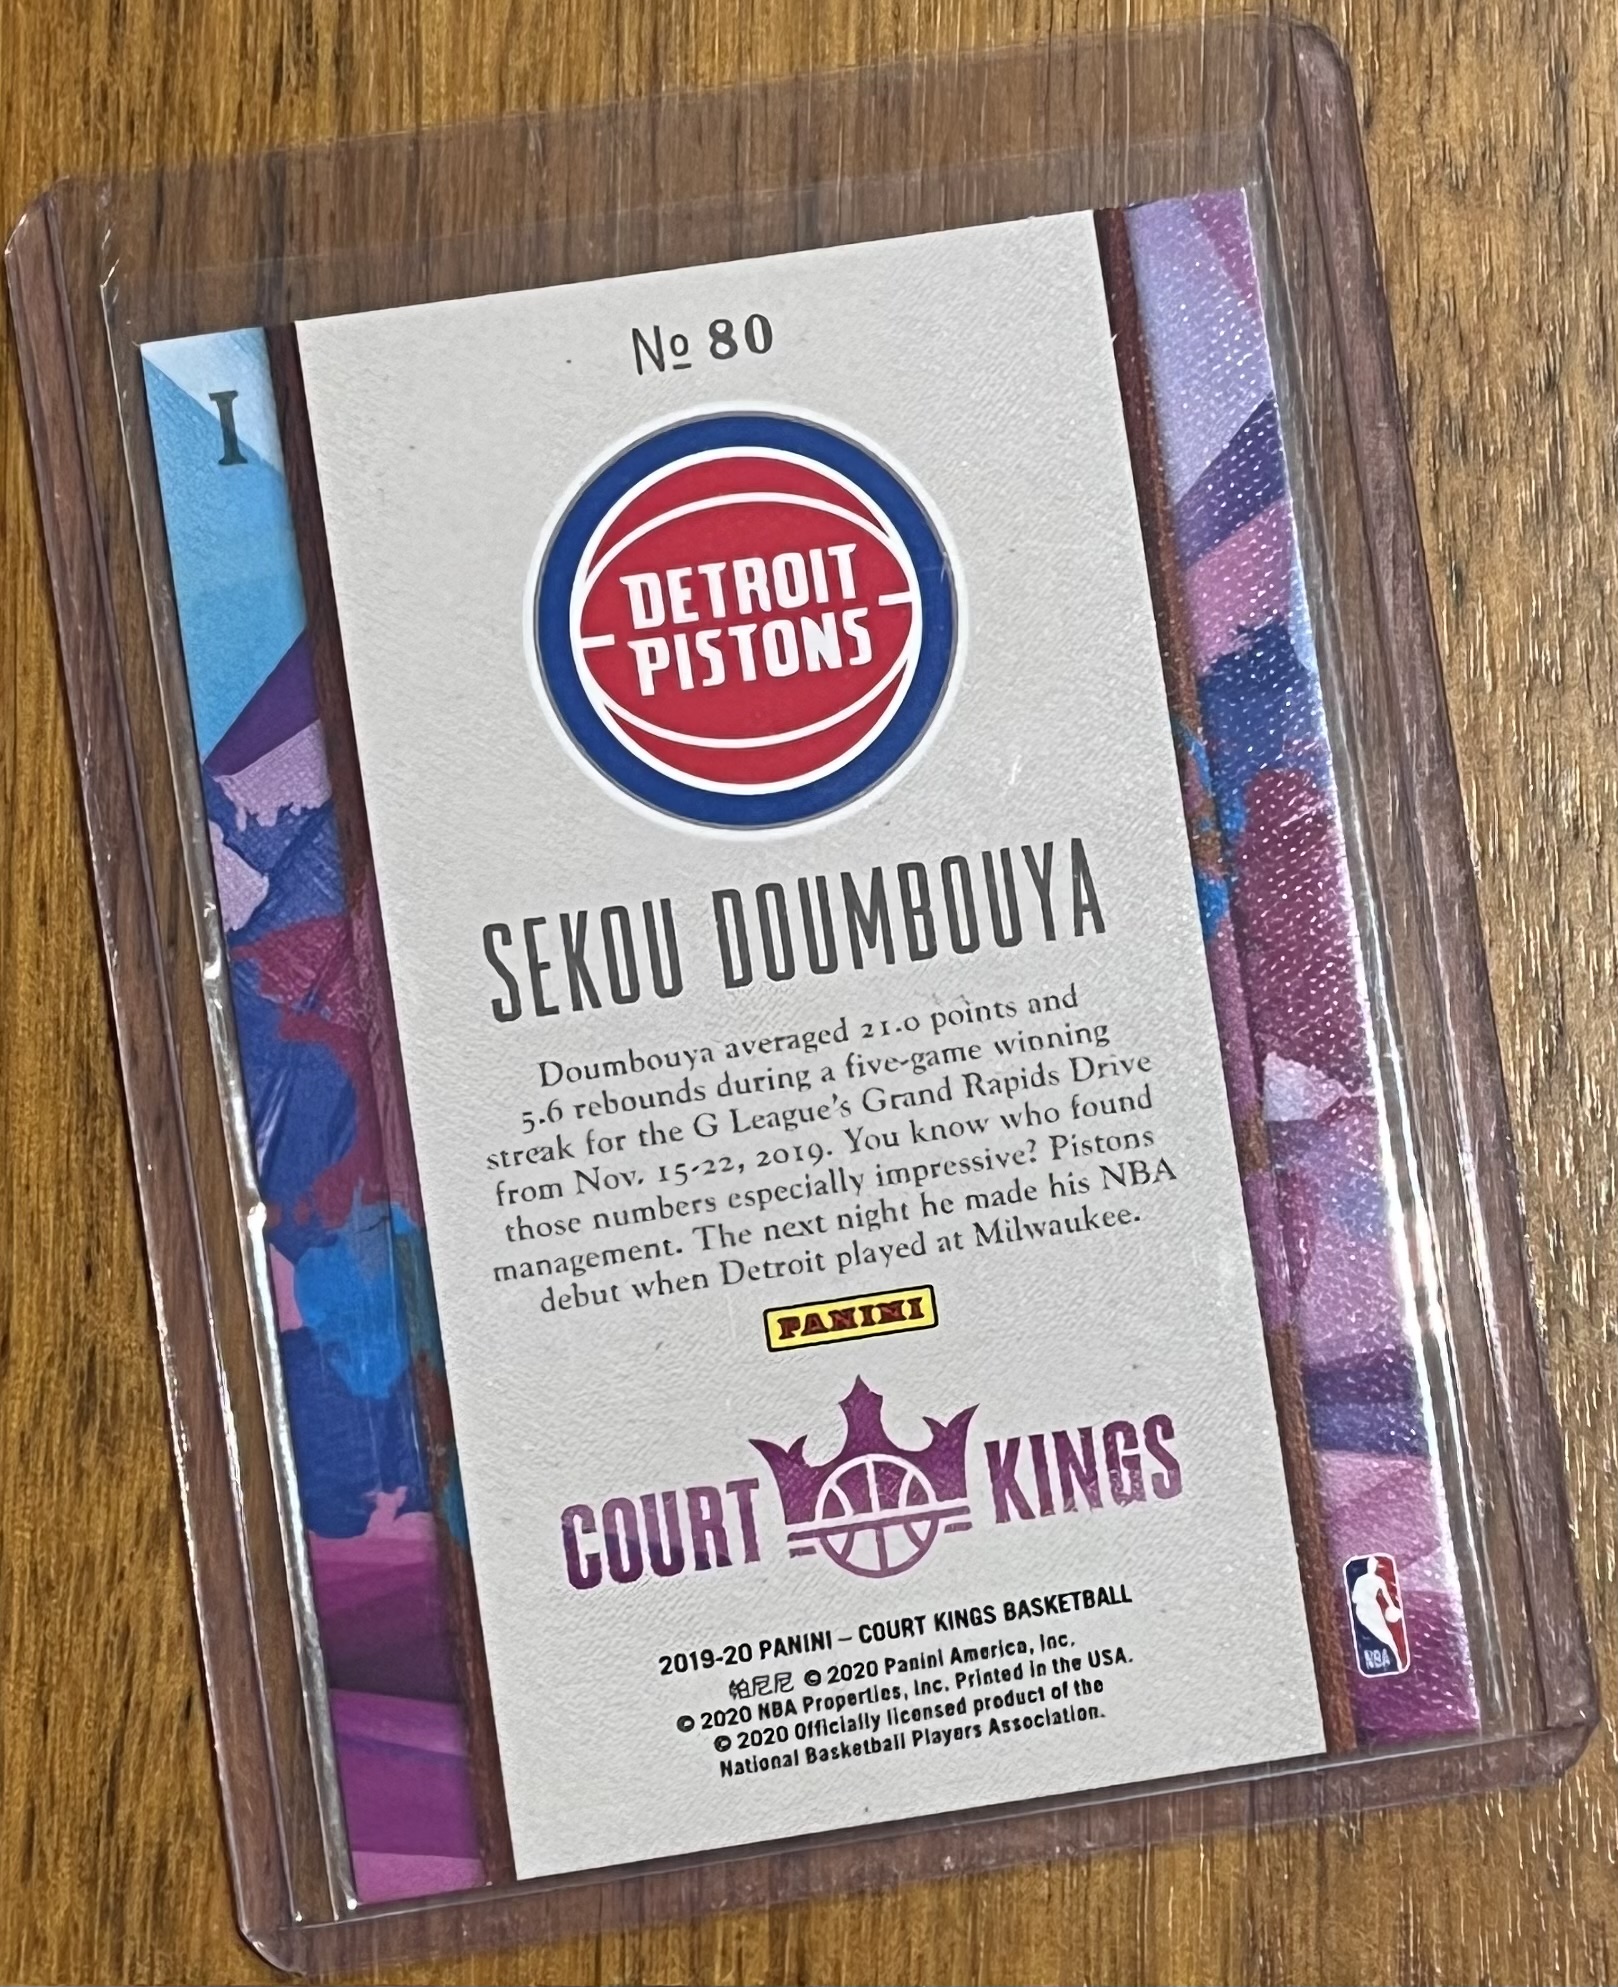 No 80
I
DETROIT
PISTONS
SEKOU DOUMBOUYA
Doumbouya averaged 21.0 points and
5.6 rebounds during a five-game winning
streak for the G League's Grand Rapids Drive
from Nov. 15-22, 2019. You know who found
those numbers especially impressive? Pistons
management. The next night he made his NBA
debut when Detroit played at Milwaukee.
PANINI
COURT KINGS
2019-20 PANINI – COURT KINGS BASKETBALL
帕尼尼 © 2020 Panini America, Inc.
© 2020 NBA Properties, Inc. Printed in the USA.
© 2020 Officially licensed product of the
National Basketball Players Association.
NBA